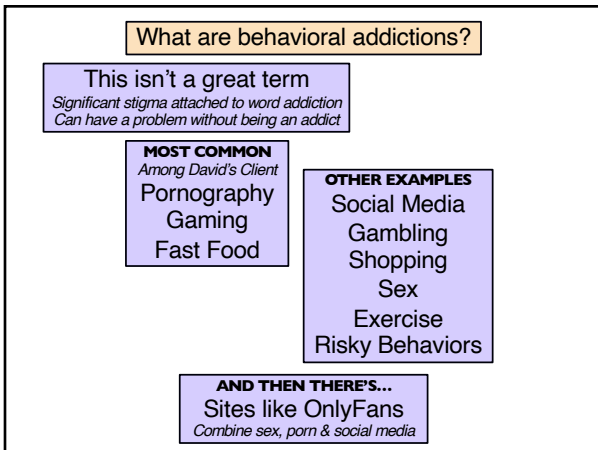 What are behavioral addictions?
This isn't a great term
Significant stigma attached to word addiction
Can have a problem without being an addict
MOST COMMON
Among David's Client
Pornography
Gaming
Fast Food
OTHER EXAMPLES
Social Media
Gambling
Shopping
Sex
Exercise
Risky Behaviors
AND THEN THERE'S...
Sites like OnlyFans
Combine sex, porn & social media